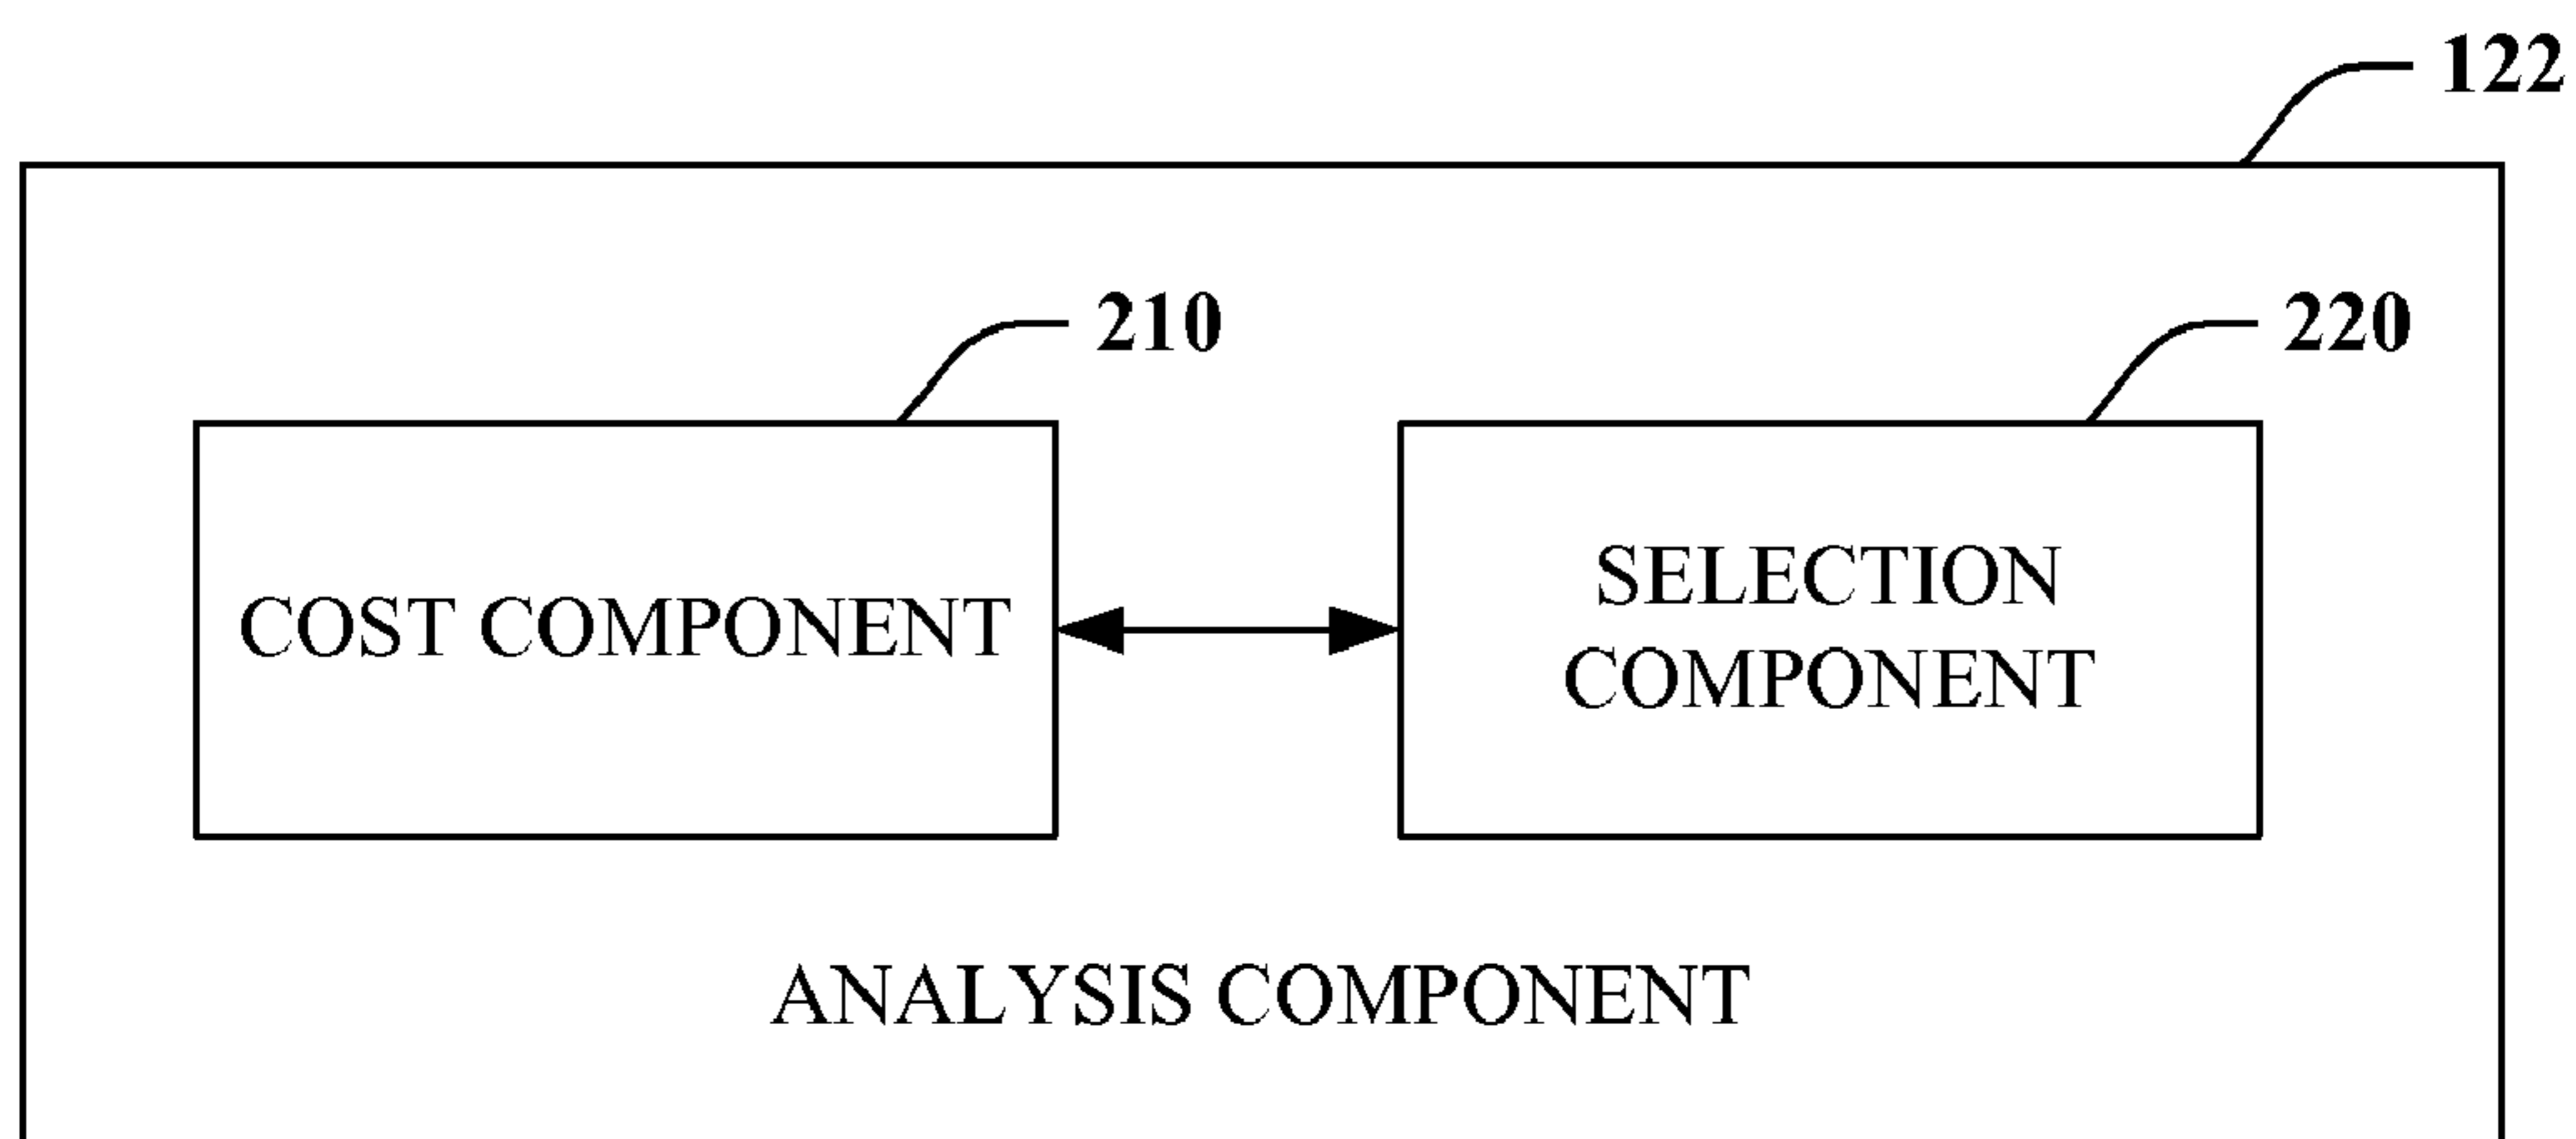 122
210
220
COST COMPONENT
SELECTION
COMPONENT
ANALYSIS COMPONENT